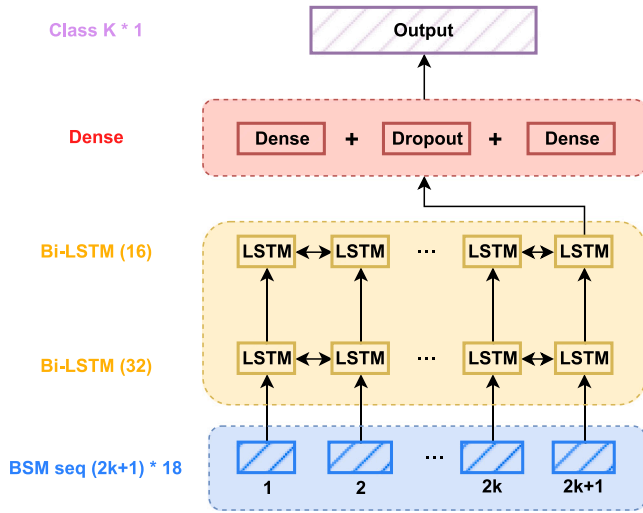 Class K * 1
Output
Dense
Dense + Dropout + Dense
Bi-LSTM (16)
LSTM LSTM ... LSTM LSTM
Bi-LSTM (32)
LSTM LSTM ... LSTM LSTM
BSM seq (2k+1) * 18
...
1 2 2k 2k+1